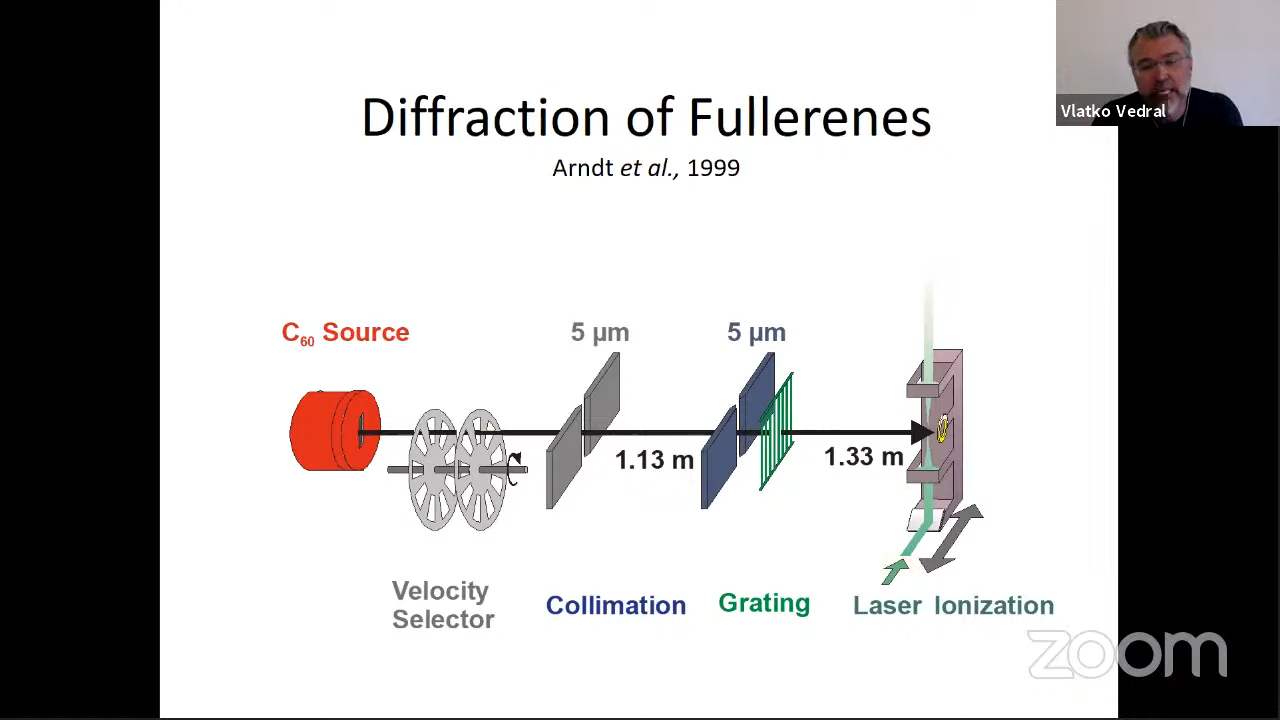 Diffraction of Fullerenes
Arndt et al., 1999
Vlatko Vedral
C60 Source
5 µm
5 µm
1.13 m
1.33 m
Velocity
Selector
Collimation
Grating
Laser Ionization
zoom